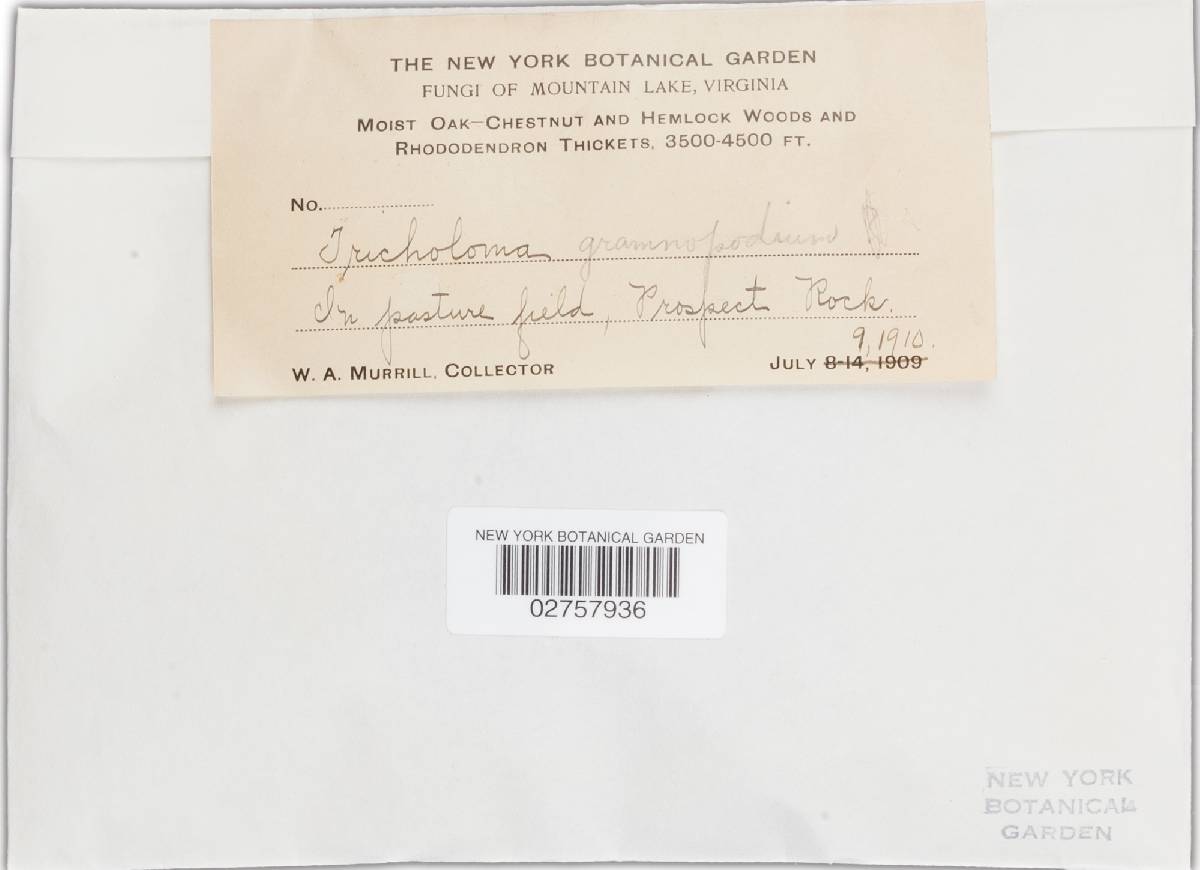 THE NEW YORK BOTANICAL GARDEN
FUNGI OF MOUNTAIN LAKE, VIRGINIA
MOIST OAK–CHESTNUT AND HEMLOCK WOODS AND
RHODODENDRON THICKETS, 3500-4500 FT.
No.
Tricholoma gramnopodium
In pasture field, Prospect Rock.
9, 1910.
W. A. MURRILL, COLLECTOR JULY 8-14, 1909
NEW YORK BOTANICAL GARDEN
02757936
NEW YORK
BOTANICAL
GARDEN